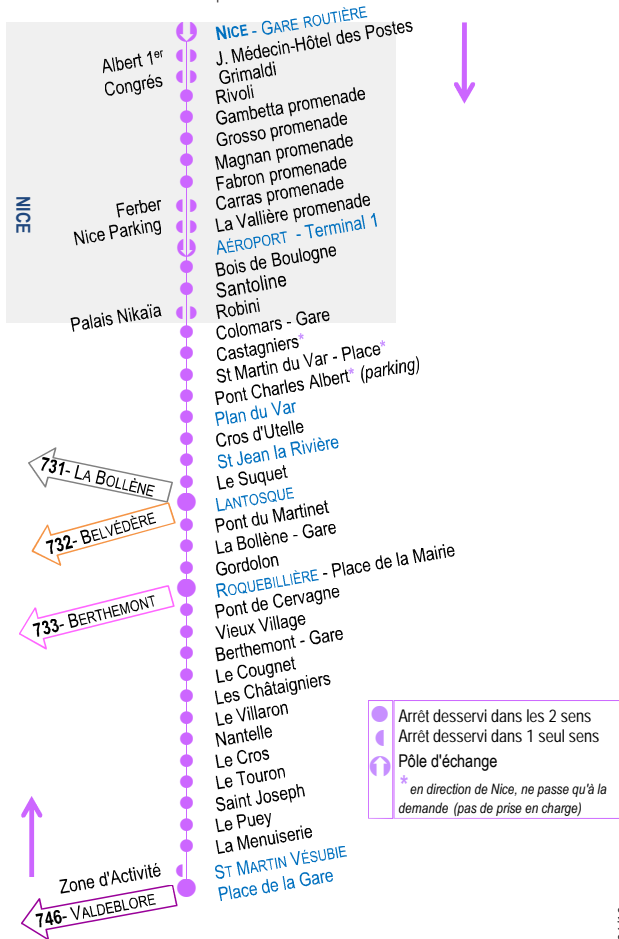 NICE - GARE ROUTIÈRE
J. Médecin-Hôtel des Postes
Albert 1er
Grimaldi
Congrés
Rivoli
Gambetta promenade
Grosso promenade
Magnan promenade
Fabron promenade
Carras promenade
Ferber
La Vallière promenade
Nice Parking
AÉROPORT - Terminal 1
NICE
Bois de Boulogne
Santoline
Robini
Palais Nikaïa
Colomars - Gare
Castagniers*
St Martin du Var - Place*
Pont Charles Albert* (parking)
Plan du Var
Cros d'Utelle
St Jean la Rivière
Le Suquet
731- LA BOLLÈNE
LANTOSQUE
732- BELVÉDÈRE
Pont du Martinet
La Bollène - Gare
Gordolon
ROQUEBILLIÈRE - Place de la Mairie
733- BERTHEMONT
Pont de Cervagne
Vieux Village
Berthemont - Gare
Le Cougnet
Les Châtaigniers
Le Villaron
Nantelle
Le Cros
Le Touron
Saint Joseph
Le Puey
La Menuiserie
Zone d'Activité
ST MARTIN VÉSUBIE
Place de la Gare
746- VALDEBLORE
Arrêt desservi dans les 2 sens
Arrêt desservi dans 1 seul sens
Pôle d'échange
* en direction de Nice, ne passe qu'à la
demande (pas de prise en charge)